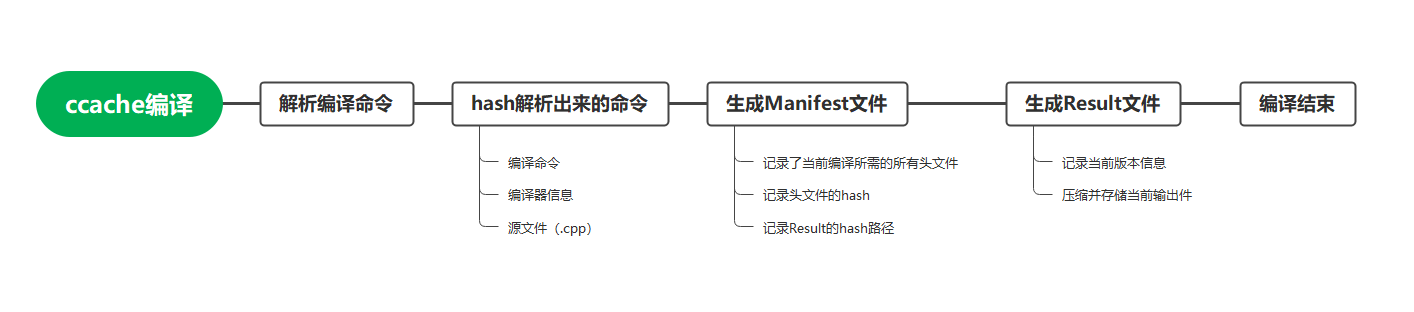 ccache编译
解析编译命令
hash解析出来的命令
编译命令
编译器信息
源文件（.cpp）
生成Manifest文件
记录了当前编译所需的所有头文件
记录头文件的hash
记录Result的hash路径
生成Result文件
记录当前版本信息
压缩并存储当前输出件
编译结束